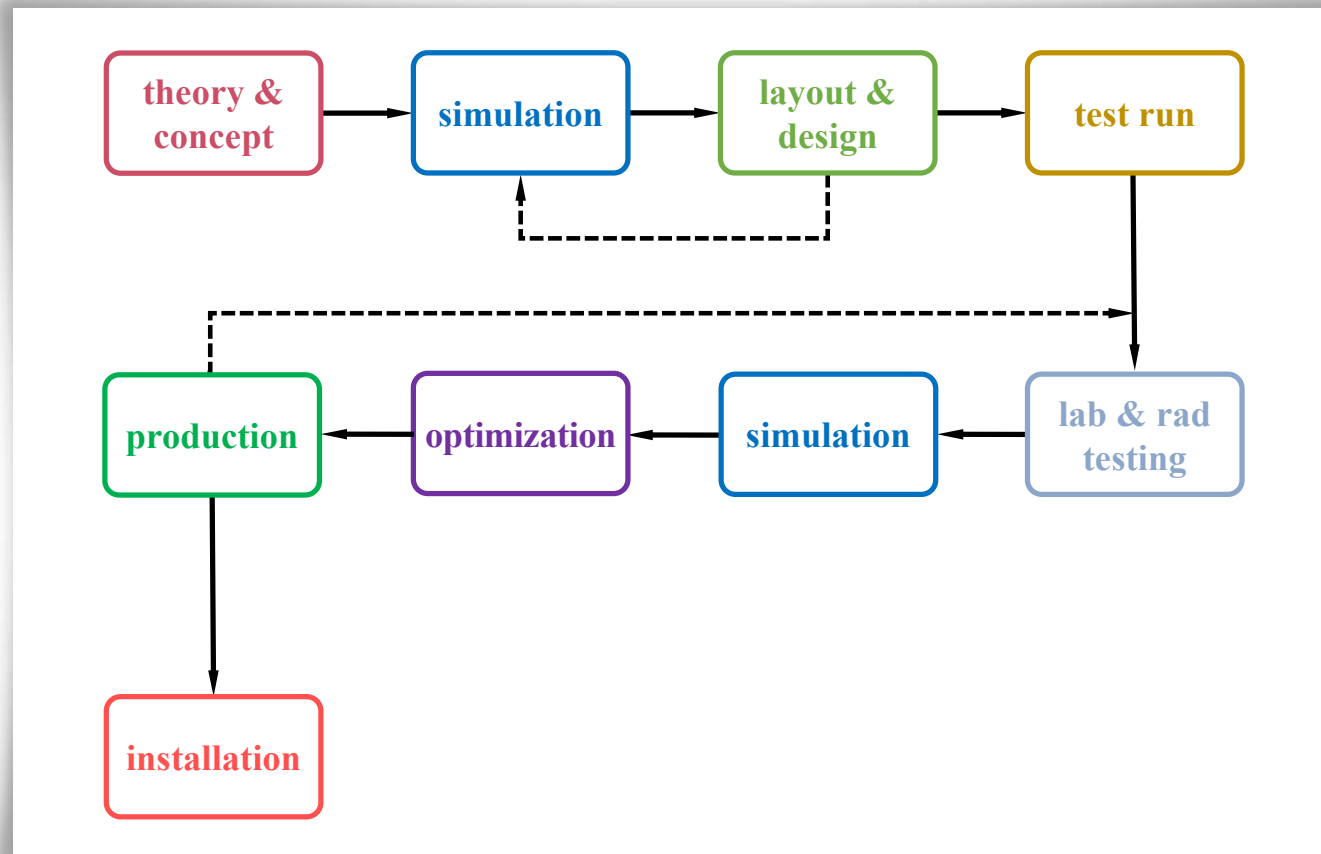 theory &
concept
simulation
layout &
design
test run
production
optimization
simulation
lab & rad
testing
installation